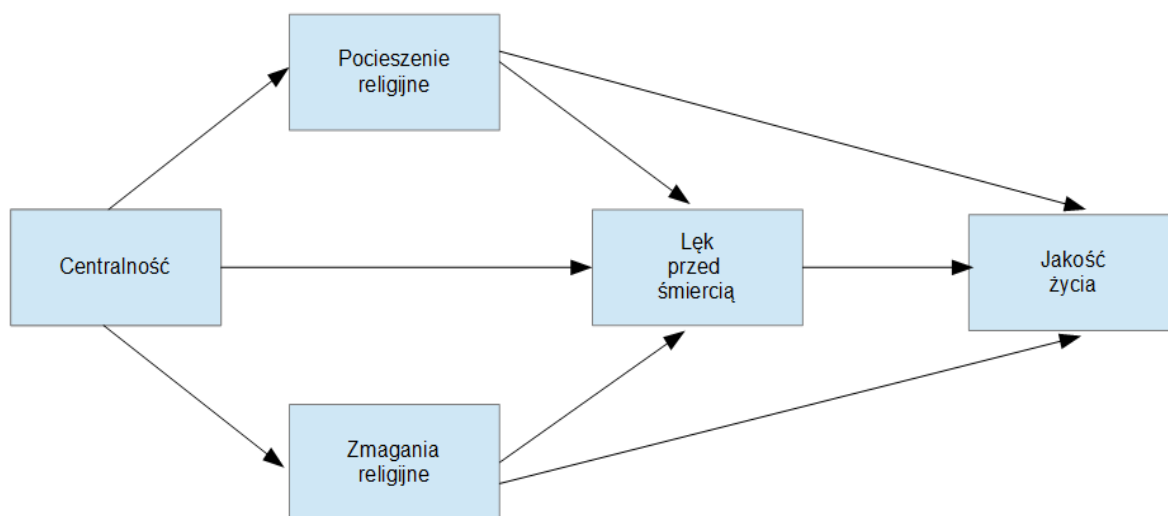 Pocieszenie
religijne
Centralność
Lęk
przed
śmiercią
Jakość
życia
Zmagania
religijne